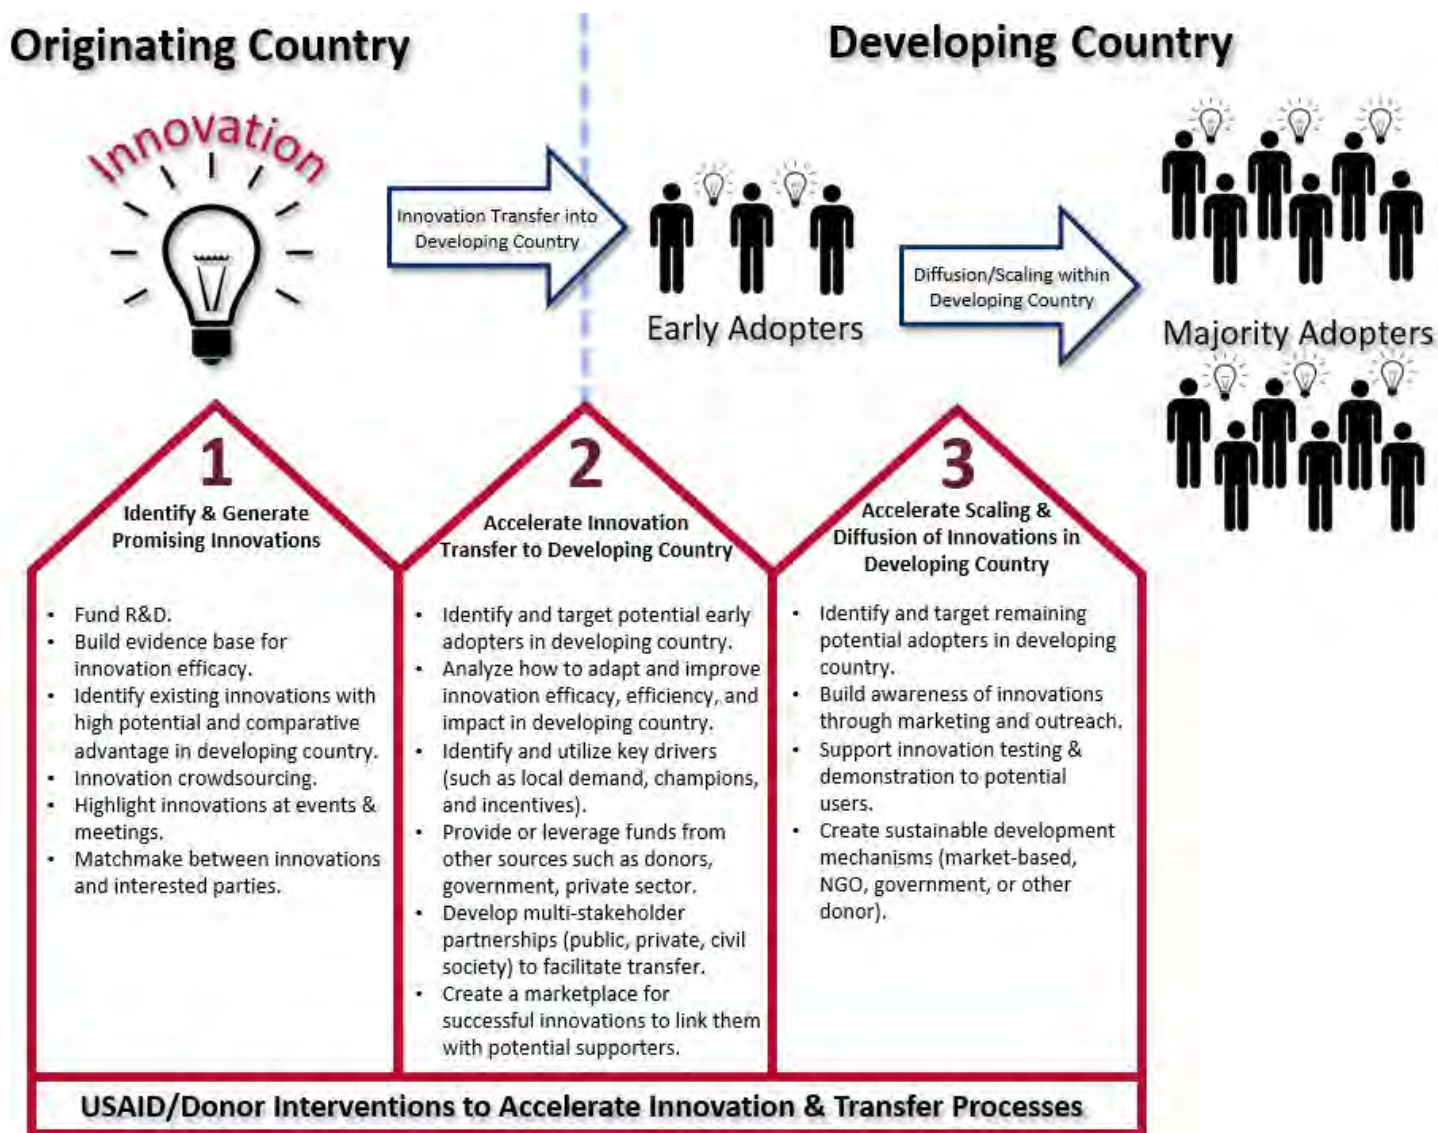 Originating Country
Developing Country
Innovation
Innovation Transfer into
Developing Country
Early Adopters
Diffusion/Scaling within
Developing Country
Majority Adopters
1
Identify & Generate
Promising Innovations
• Fund R&D.
• Build evidence base for
innovation efficacy.
• Identify existing innovations with
high potential and comparative
advantage in developing country.
• Innovation crowdsourcing.
• Highlight innovations at events &
meetings.
• Matchmake between innovations
and interested parties.
2
Accelerate Innovation
Transfer to Developing Country
• Identify and target potential early
adopters in developing country.
• Analyze how to adapt and improve
innovation efficacy, efficiency, and
impact in developing country.
• Identify and utilize key drivers
(such as local demand, champions,
and incentives).
• Provide or leverage funds from
other sources such as donors,
government, private sector.
• Develop multi-stakeholder
partnerships (public, private, civil
society) to facilitate transfer.
• Create a marketplace for
successful innovations to link them
with potential supporters.
3
Accelerate Scaling &
Diffusion of Innovations in
Developing Country
• Identify and target remaining
potential adopters in developing
country.
• Build awareness of innovations
through marketing and outreach.
• Support innovation testing &
demonstration to potential
users.
• Create sustainable development
mechanisms (market-based,
NGO, government, or other
donor).
USAID/Donor Interventions to Accelerate Innovation & Transfer Processes